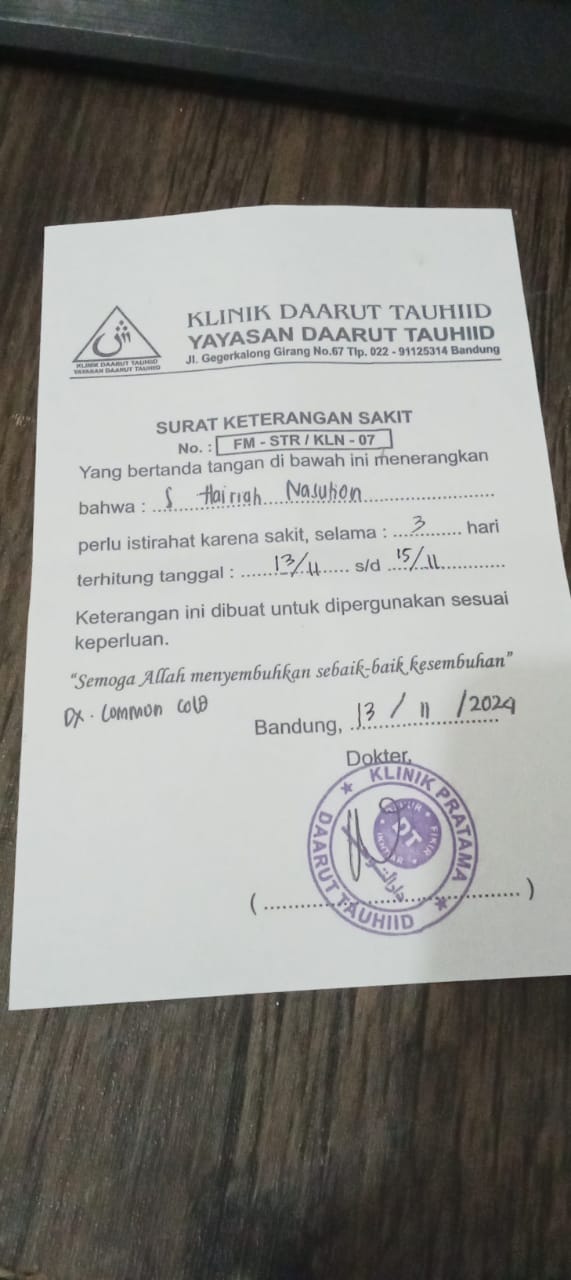 KLINIK DAARUT TAUHIID
YAYASAN DAARUT TAUHIID
KLINIK DAARUT TAUHIID
YAYASAN DAARUT TAUHIID
Jl. Gegerkalong Girang No.67 Tlp. 022 - 91125314 Bandung
SURAT KETERANGAN SAKIT
No. : FM - STR / KLN - 07
Yang bertanda tangan di bawah ini menerangkan
bahwa : S Hairiah Nasution
perlu istirahat karena sakit, selama : 3 hari
terhitung tanggal : 13/11 s/d 15/11
Keterangan ini dibuat untuk dipergunakan sesuai
keperluan.
"Semoga Allah menyembuhkan sebaik-baik kesembuhan"
DX. Common Cold
Bandung, 13 / 11 / 2024
Dokter,
KLINIK PRATAMA
DAARUT TAUHIID
DT
FIKIR
IKHTIAR
(....................)